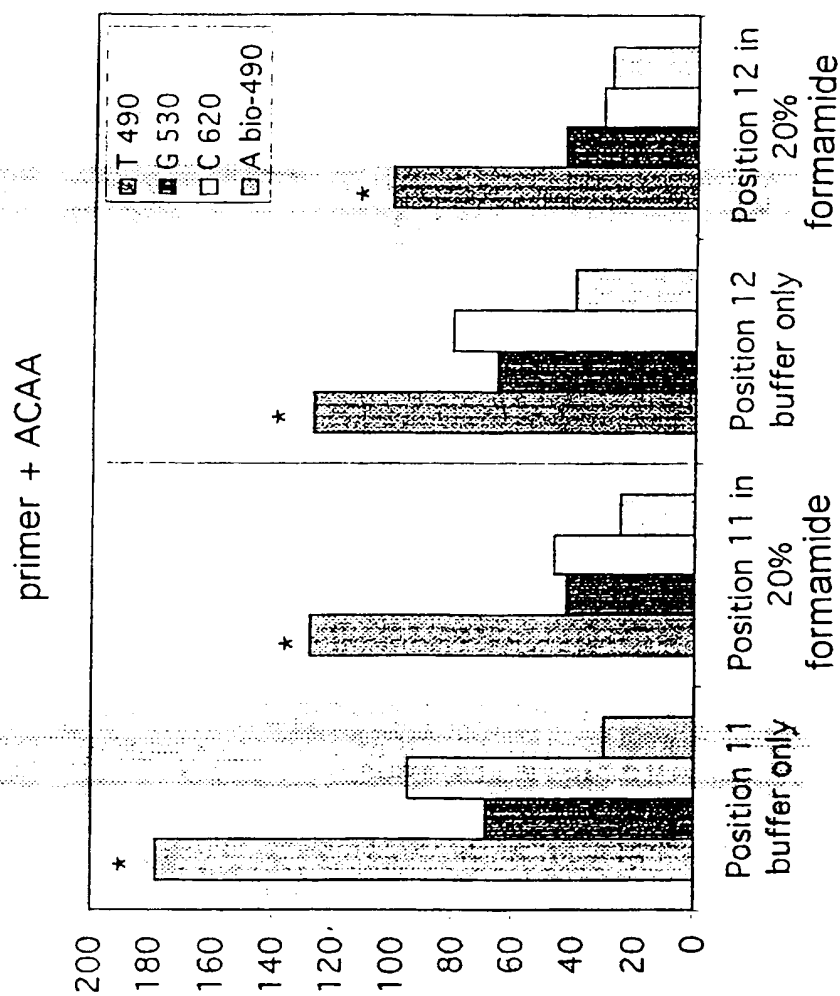 primer + ACAA
T 490
G 530
C 620
A bio-490
200
180
160
140
120
100
80
60
40
20
0
*
*
*
*
Position 11
buffer only
Position 11 in
20%
formamide
Position 12
buffer only
Position 12 in
20%
formamide